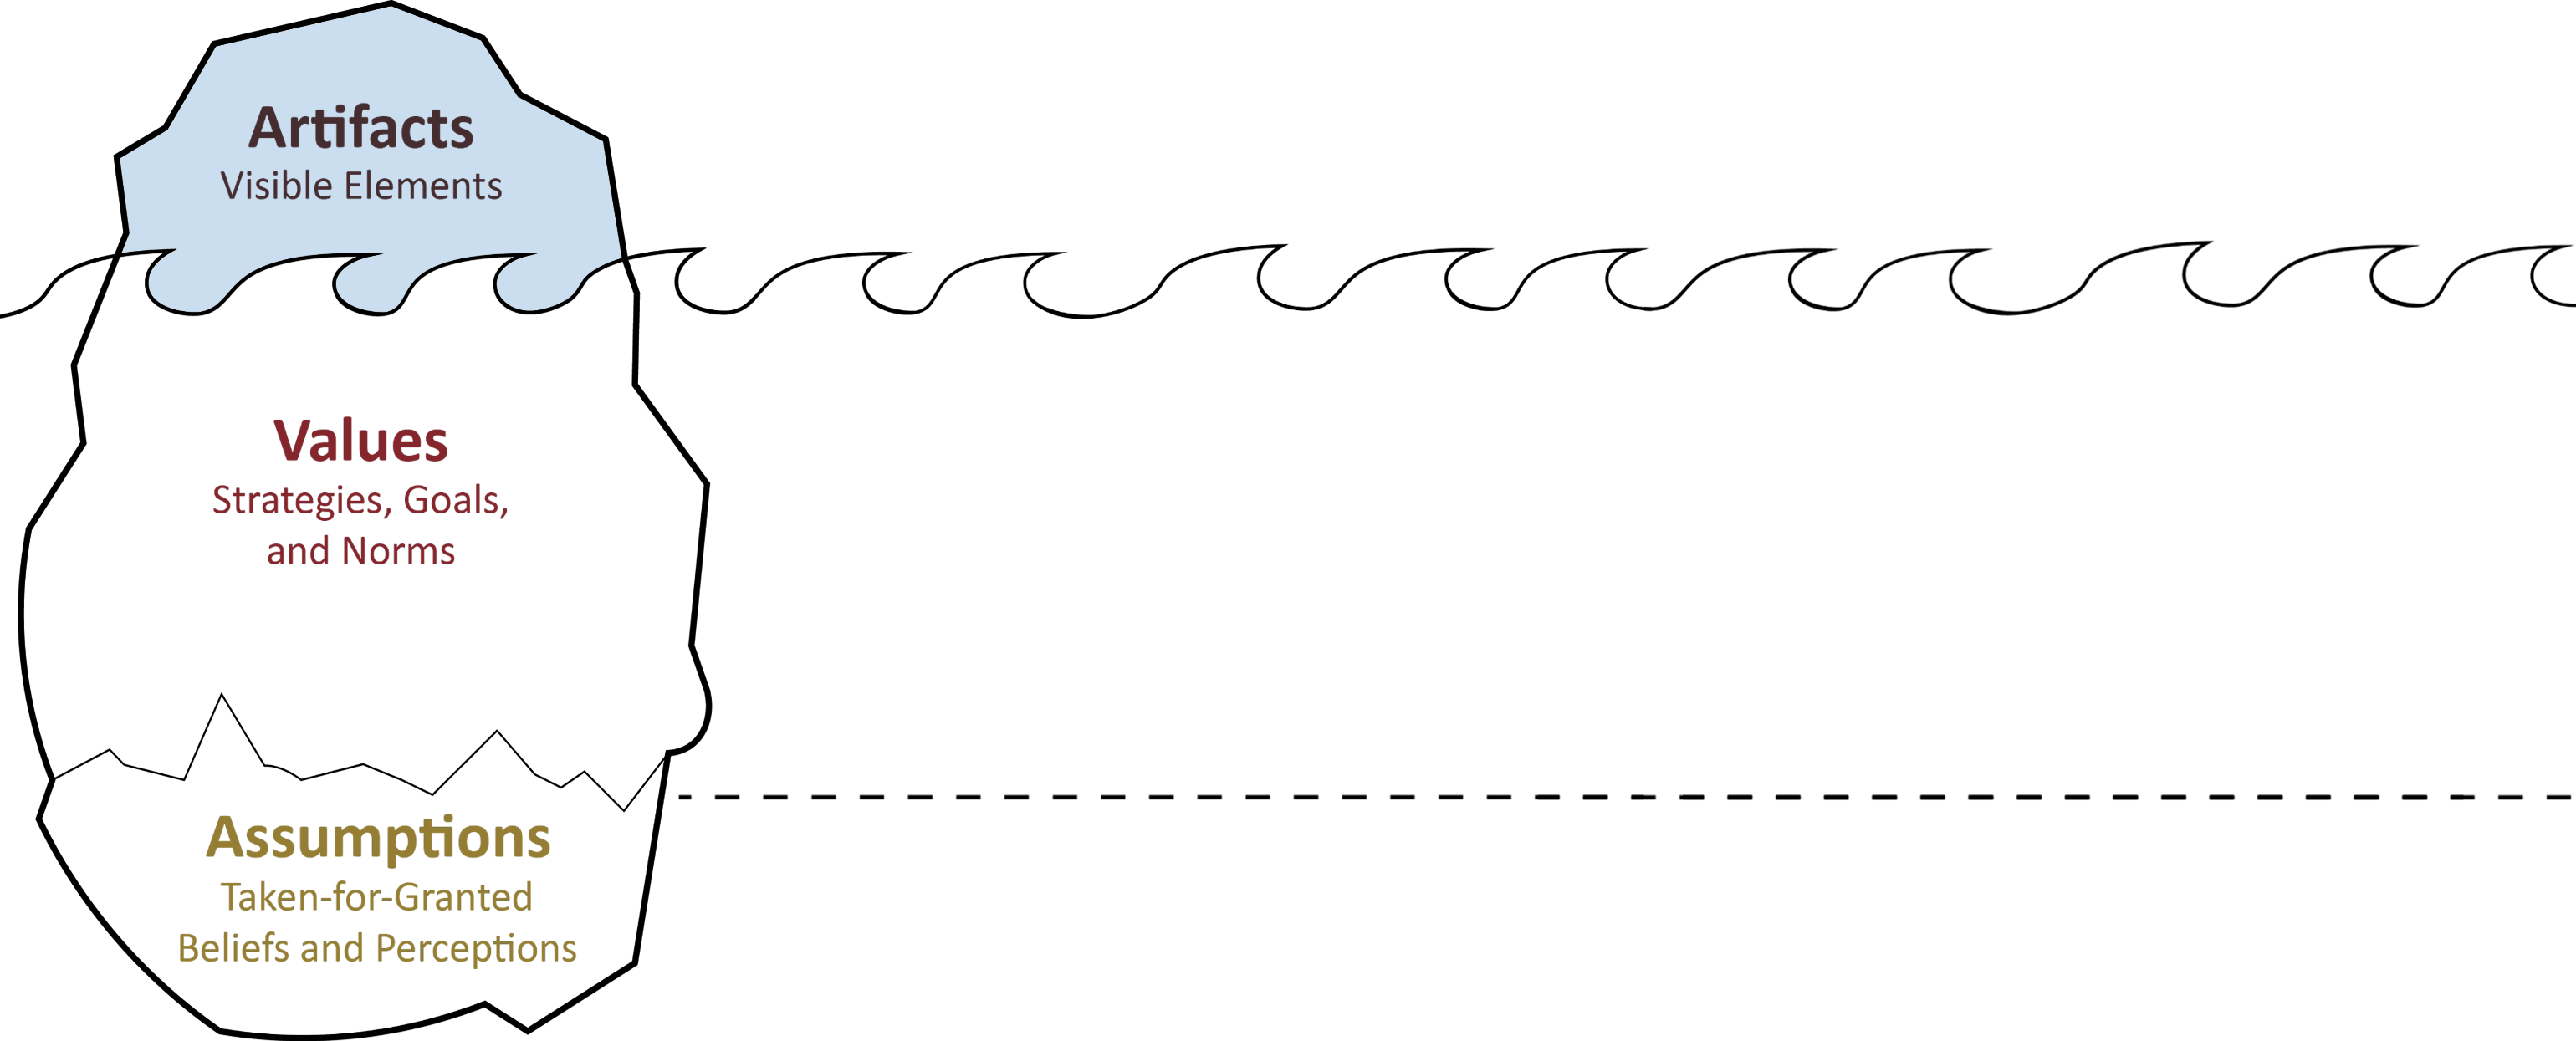 Artifacts
Visible Elements
Values
Strategies, Goals,
and Norms
Assumptions
Taken-for-Granted
Beliefs and Perceptions